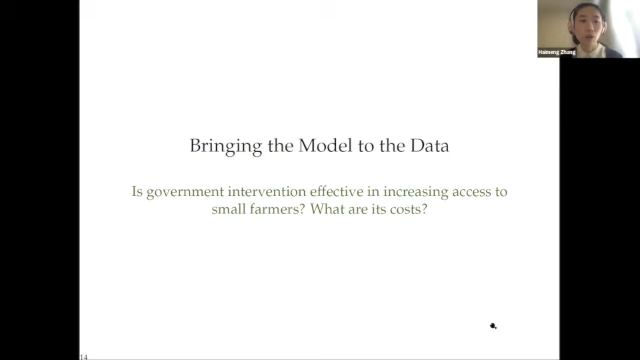 Haimeng Zhang
Bringing the Model to the Data
Is government intervention effective in increasing access to
small farmers? What are its costs?
14